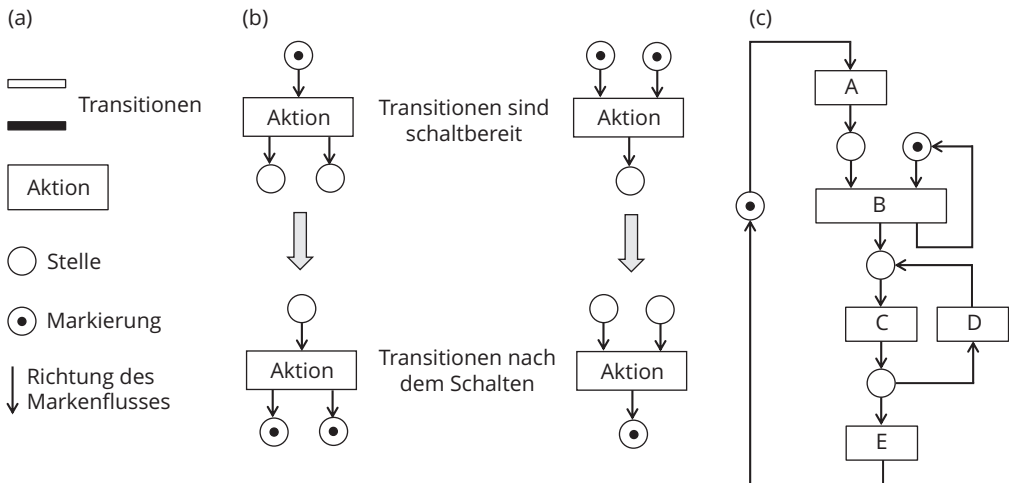 (a)
Transitionen
Aktion
Stelle
Markierung
Richtung des
Markenflusses
(b)
Aktion
Transitionen sind
schaltbereit
Aktion
Aktion
Transitionen nach
dem Schalten
Aktion
(c)
A
B
C
D
E